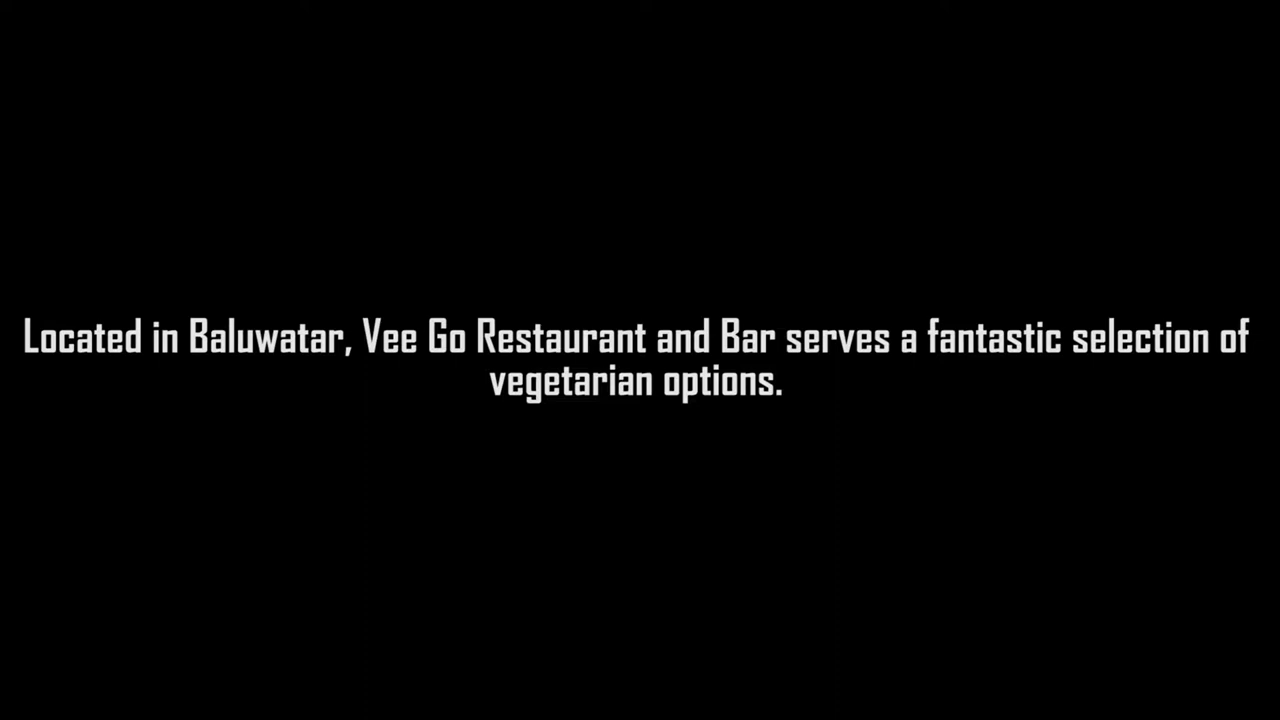 Located in Baluwatar, Vee Go Restaurant and Bar serves a fantastic selection of
vegetarian options.